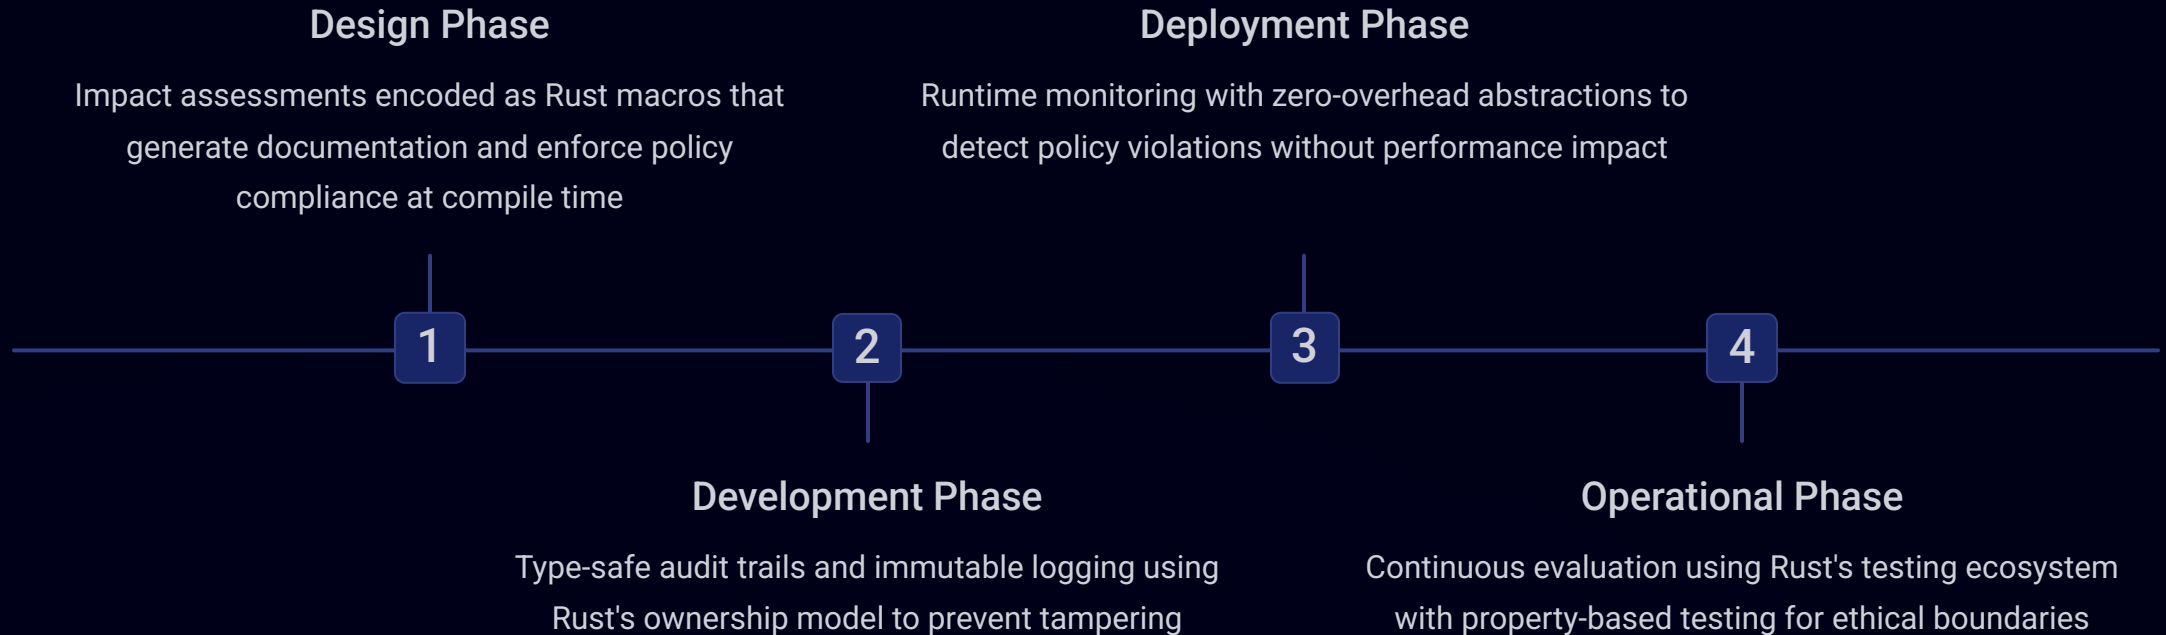 Design Phase
Impact assessments encoded as Rust macros that
generate documentation and enforce policy
compliance at compile time
1
2
Development Phase
Type-safe audit trails and immutable logging using
Rust's ownership model to prevent tampering
Deployment Phase
Runtime monitoring with zero-overhead abstractions to
detect policy violations without performance impact
3
4
Operational Phase
Continuous evaluation using Rust's testing ecosystem
with property-based testing for ethical boundaries